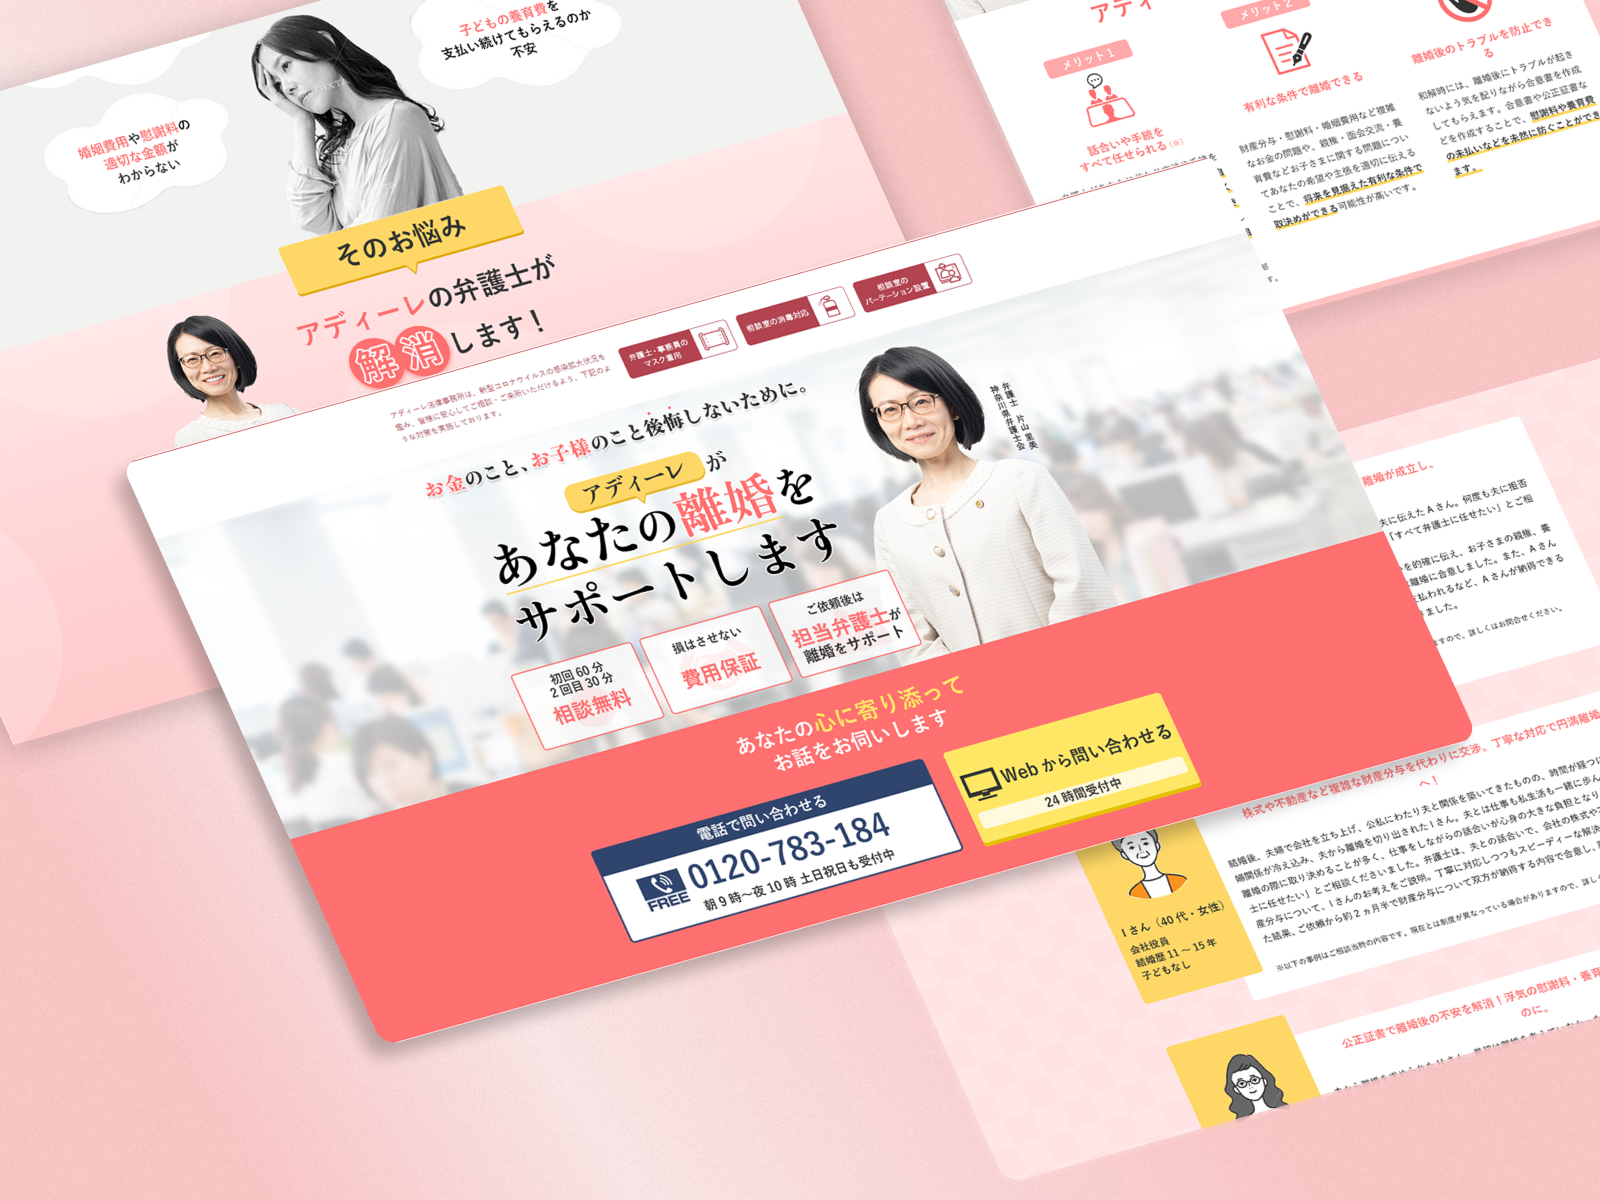 子どもの養育費を
支払い続けてもらえるのか
不安
婚姻費用や慰謝料の
適切な金額が
わからない
そのお悩み
アディーレの弁護士が
解消します！
メリット1
話合いや手続を
すべて任せられる(※)
メリット2
有利な条件で離婚できる
財産分与・慰謝料・婚姻費用など複雑
なお金の問題や、親権・面会交流・養
育費などお子さまに関する問題につい
てあなたの希望や主張を適切に伝える
ことで、将来を見据えた有利な条件で
取決めができる可能性が高いです。
離婚後のトラブルを防止でき
る
和解時には、離婚後にトラブルが起き
ないよう気を配りながら合意書を作成
してもらえます。合意書や公正証書な
どを作成することで、慰謝料や養育費
の未払いなどを未然に防ぐことができ
ます。
アディーレ法律事務所は、新型コロナウイルスの感染拡大状況を
鑑み、皆様に安心してご相談・ご来所いただけるよう、下記のよ
うな対策を実施しております。
弁護士・事務員の
マスク着用
相談室の消毒対応
相談室の
パーテーション設置
お金のこと、お子様のこと後悔しないために。
アディーレが
あなたの離婚を
サポートします
弁護士 片山 里美
神奈川県弁護士会
初回60分
2回目30分
相談無料
損はさせない
費用保証
ご依頼後は
担当弁護士が
離婚をサポート
あなたの心に寄り添って
お話をお伺いします
電話で問い合わせる
FREE
0120-783-184
朝9時〜夜10時 土日祝日も受付中
Webから問い合わせる
24時間受付中
離婚が成立し、
夫に伝えたAさん。何度も夫に拒否
「すべて弁護士に任せたい」とご相
を的確に伝え、お子さまの親権、養
離婚に合意しました。また、Aさん
払われるなど、Aさんが納得できる
ました。
ますので、詳しくはお問合せください。
株式や不動産など複雑な財産分与を代わりに交渉。丁寧な対応で円満離婚
へ！
Iさん（40代・女性）
会社役員
結婚歴11〜15年
子どもなし
結婚後、夫婦で会社を立ち上げ、公私にわたり夫と関係を築いてきたものの、時間が経つに
婦関係が冷え込み、夫から離婚を切り出されたIさん。夫とは仕事も私生活も一緒に歩ん
離婚の際に取り決めることが多く、仕事をしながらの話合いが心身の大きな負担となり
士に任せたい」とご相談くださいました。弁護士は、夫との話合いで、会社の株式や
産分与について、Iさんのお考えをご説明。丁寧に対応しつつもスピーディーな解決
た結果、ご依頼から約2ヵ月半で財産分与について双方が納得する内容で合意し、
※以下の事例はご相談当時の内容です。現在とは制度が異なっている場合がありますので、詳しく
公正証書で離婚後の不安を解消！浮気の慰謝料・養育
のに。